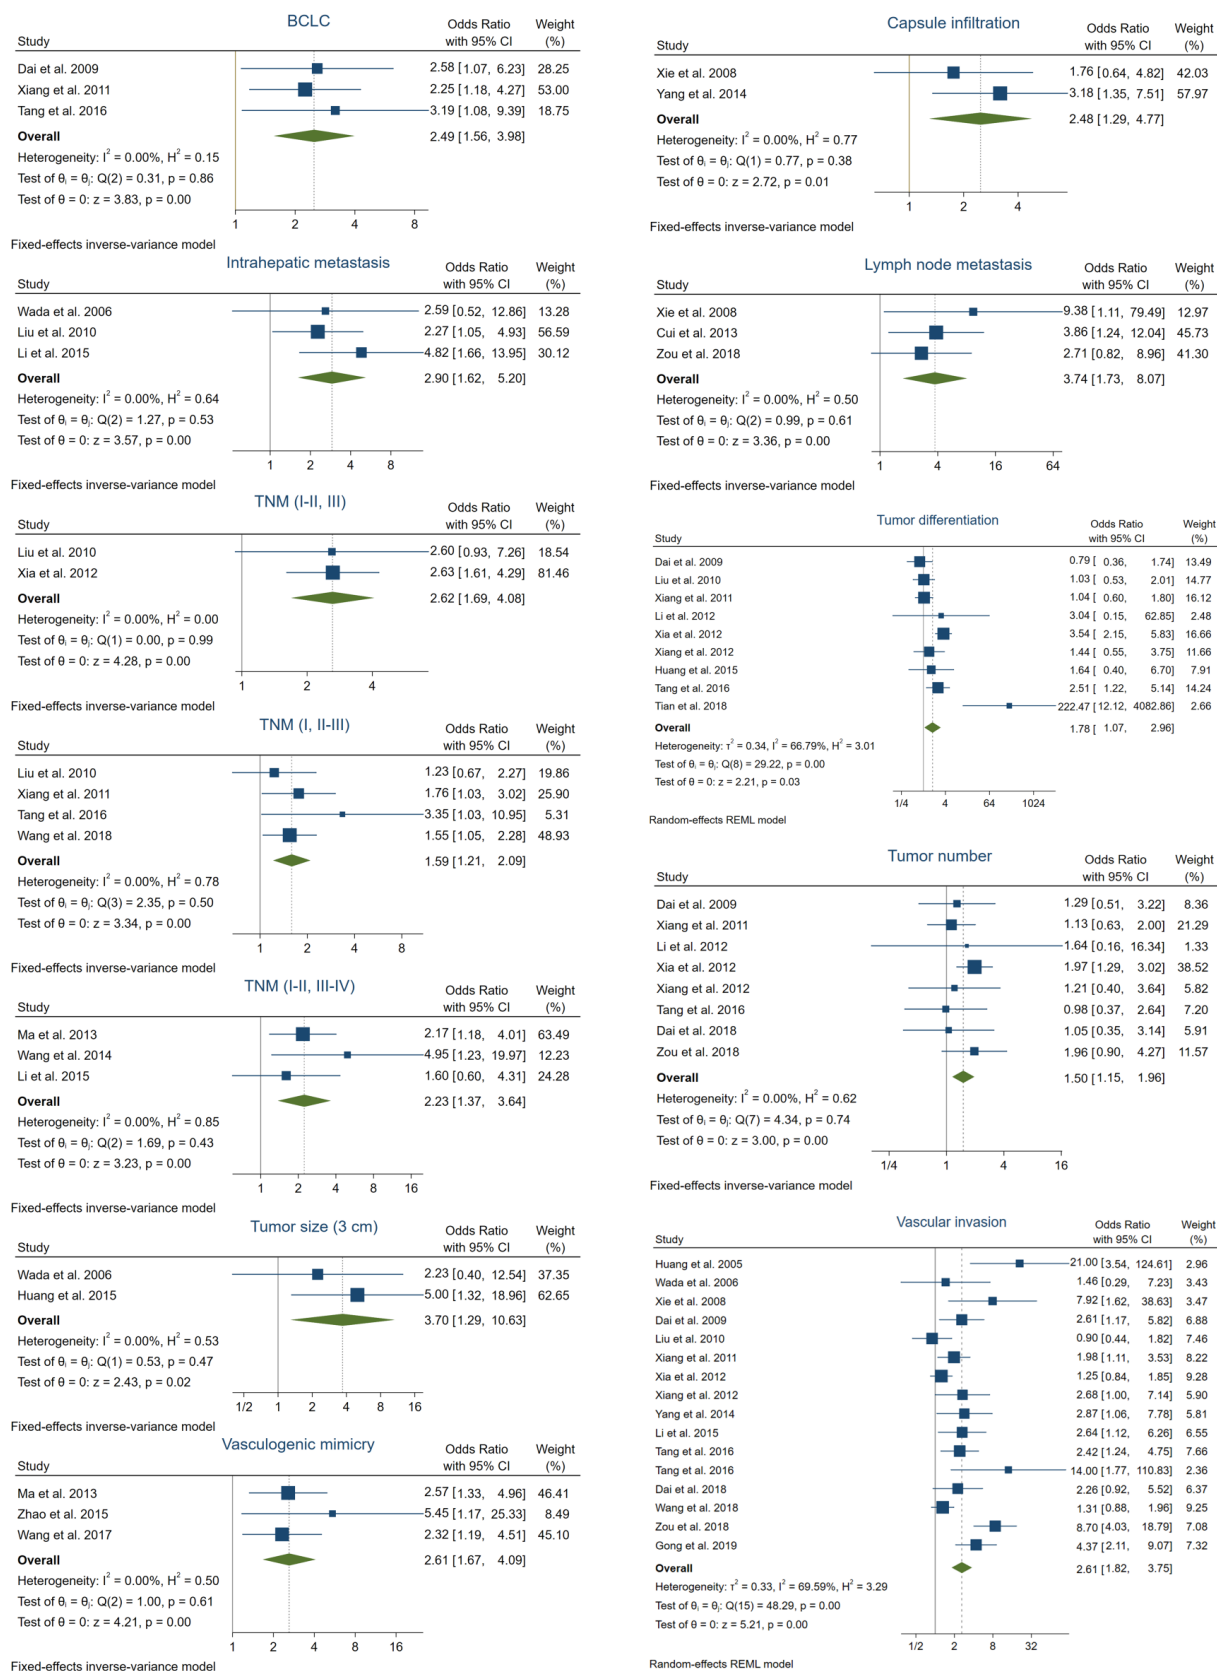 BCLC
Odds Ratio Weight
Study with 95% CI (%)
Dai et al. 2009 2.58 [1.07, 6.23] 28.25
Xiang et al. 2011 2.25 [1.18, 4.27] 53.00
Tang et al. 2016 3.19 [1.08, 9.39] 18.75
Overall 2.49 [1.56, 3.98]
Heterogeneity: I² = 0.00%, H² = 0.15
Test of θᵢ = θⱼ: Q(2) = 0.31, p = 0.86
Test of θ = 0: z = 3.83, p = 0.00
1 2 4 8
Fixed-effects inverse-variance model
Intrahepatic metastasis
Odds Ratio Weight
Study with 95% CI (%)
Wada et al. 2006 2.59 [0.52, 12.86] 13.28
Liu et al. 2010 2.27 [1.05, 4.93] 56.59
Li et al. 2015 4.82 [1.66, 13.95] 30.12
Overall 2.90 [1.62, 5.20]
Heterogeneity: I² = 0.00%, H² = 0.64
Test of θᵢ = θⱼ: Q(2) = 1.27, p = 0.53
Test of θ = 0: z = 3.57, p = 0.00
1 2 4 8
Fixed-effects inverse-variance model
TNM (I-II, III)
Odds Ratio Weight
Study with 95% CI (%)
Liu et al. 2010 2.60 [0.93, 7.26] 18.54
Xia et al. 2012 2.63 [1.61, 4.29] 81.46
Overall 2.62 [1.69, 4.08]
Heterogeneity: I² = 0.00%, H² = 0.00
Test of θᵢ = θⱼ: Q(1) = 0.00, p = 0.99
Test of θ = 0: z = 4.28, p = 0.00
1 2 4
Fixed-effects inverse-variance model
TNM (I, II-III)
Odds Ratio Weight
Study with 95% CI (%)
Liu et al. 2010 1.23 [0.67, 2.27] 19.86
Xiang et al. 2011 1.76 [1.03, 3.02] 25.90
Tang et al. 2016 3.35 [1.03, 10.95] 5.31
Wang et al. 2018 1.55 [1.05, 2.28] 48.93
Overall 1.59 [1.21, 2.09]
Heterogeneity: I² = 0.00%, H² = 0.78
Test of θᵢ = θⱼ: Q(3) = 2.35, p = 0.50
Test of θ = 0: z = 3.34, p = 0.00
1 2 4 8
Fixed-effects inverse-variance model
TNM (I-II, III-IV)
Odds Ratio Weight
Study with 95% CI (%)
Ma et al. 2013 2.17 [1.18, 4.01] 63.49
Wang et al. 2014 4.95 [1.23, 19.97] 12.23
Li et al. 2015 1.60 [0.60, 4.31] 24.28
Overall 2.23 [1.37, 3.64]
Heterogeneity: I² = 0.00%, H² = 0.85
Test of θᵢ = θⱼ: Q(2) = 1.69, p = 0.43
Test of θ = 0: z = 3.23, p = 0.00
1 2 4 8 16
Fixed-effects inverse-variance model
Tumor size (3 cm)
Odds Ratio Weight
Study with 95% CI (%)
Wada et al. 2006 2.23 [0.40, 12.54] 37.35
Huang et al. 2015 5.00 [1.32, 18.96] 62.65
Overall 3.70 [1.29, 10.63]
Heterogeneity: I² = 0.00%, H² = 0.53
Test of θᵢ = θⱼ: Q(1) = 0.53, p = 0.47
Test of θ = 0: z = 2.43, p = 0.02
1/2 1 2 4 8 16
Fixed-effects inverse-variance model
Vasculogenic mimicry
Odds Ratio Weight
Study with 95% CI (%)
Ma et al. 2013 2.57 [1.33, 4.96] 46.41
Zhao et al. 2015 5.45 [1.17, 25.33] 8.49
Wang et al. 2017 2.32 [1.19, 4.51] 45.10
Overall 2.61 [1.67, 4.09]
Heterogeneity: I² = 0.00%, H² = 0.50
Test of θᵢ = θⱼ: Q(2) = 1.00, p = 0.61
Test of θ = 0: z = 4.21, p = 0.00
1 2 4 8 16
Fixed-effects inverse-variance model
Capsule infiltration
Odds Ratio Weight
Study with 95% CI (%)
Xie et al. 2008 1.76 [0.64, 4.82] 42.03
Yang et al. 2014 3.18 [1.35, 7.51] 57.97
Overall 2.48 [1.29, 4.77]
Heterogeneity: I² = 0.00%, H² = 0.77
Test of θᵢ = θⱼ: Q(1) = 0.77, p = 0.38
Test of θ = 0: z = 2.72, p = 0.01
1 2 4
Fixed-effects inverse-variance model
Lymph node metastasis
Odds Ratio Weight
Study with 95% CI (%)
Xie et al. 2008 9.38 [1.11, 79.49] 12.97
Cui et al. 2013 3.86 [1.24, 12.04] 45.73
Zou et al. 2018 2.71 [0.82, 8.96] 41.30
Overall 3.74 [1.73, 8.07]
Heterogeneity: I² = 0.00%, H² = 0.50
Test of θᵢ = θⱼ: Q(2) = 0.99, p = 0.61
Test of θ = 0: z = 3.36, p = 0.00
1 4 16 64
Fixed-effects inverse-variance model
Tumor differentiation
Odds Ratio Weight
Study with 95% CI (%)
Dai et al. 2009 0.79 [ 0.36, 1.74] 13.49
Liu et al. 2010 1.03 [ 0.53, 2.01] 14.77
Xiang et al. 2011 1.04 [ 0.60, 1.80] 16.12
Li et al. 2012 3.04 [ 0.15, 62.85] 2.48
Xia et al. 2012 3.54 [ 2.15, 5.83] 16.66
Xiang et al. 2012 1.44 [ 0.55, 3.75] 11.66
Huang et al. 2015 1.64 [ 0.40, 6.70] 7.91
Tang et al. 2016 2.51 [ 1.22, 5.14] 14.24
Tian et al. 2018 222.47 [12.12, 4082.86] 2.66
Overall 1.78 [ 1.07, 2.96]
Heterogeneity: τ² = 0.34, I² = 66.79%, H² = 3.01
Test of θᵢ = θⱼ: Q(8) = 29.22, p = 0.00
Test of θ = 0: z = 2.21, p = 0.03
1/4 4 64 1024
Random-effects REML model
Tumor number
Odds Ratio Weight
Study with 95% CI (%)
Dai et al. 2009 1.29 [0.51, 3.22] 8.36
Xiang et al. 2011 1.13 [0.63, 2.00] 21.29
Li et al. 2012 1.64 [0.16, 16.34] 1.33
Xia et al. 2012 1.97 [1.29, 3.02] 38.52
Xiang et al. 2012 1.21 [0.40, 3.64] 5.82
Tang et al. 2016 0.98 [0.37, 2.64] 7.20
Dai et al. 2018 1.05 [0.35, 3.14] 5.91
Zou et al. 2018 1.96 [0.90, 4.27] 11.57
Overall 1.50 [1.15, 1.96]
Heterogeneity: I² = 0.00%, H² = 0.62
Test of θᵢ = θⱼ: Q(7) = 4.34, p = 0.74
Test of θ = 0: z = 3.00, p = 0.00
1/4 1 4 16
Fixed-effects inverse-variance model
Vascular invasion
Odds Ratio Weight
Study with 95% CI (%)
Huang et al. 2005 21.00 [3.54, 124.61] 2.96
Wada et al. 2006 1.46 [0.29, 7.23] 3.43
Xie et al. 2008 7.92 [1.62, 38.63] 3.47
Dai et al. 2009 2.61 [1.17, 5.82] 6.88
Liu et al. 2010 0.90 [0.44, 1.82] 7.46
Xiang et al. 2011 1.98 [1.11, 3.53] 8.22
Xia et al. 2012 1.25 [0.84, 1.85] 9.28
Xiang et al. 2012 2.68 [1.00, 7.14] 5.90
Yang et al. 2014 2.87 [1.06, 7.78] 5.81
Li et al. 2015 2.64 [1.12, 6.26] 6.55
Tang et al. 2016 2.42 [1.24, 4.75] 7.66
Tang et al. 2016 14.00 [1.77, 110.83] 2.36
Dai et al. 2018 2.26 [0.92, 5.52] 6.37
Wang et al. 2018 1.31 [0.88, 1.96] 9.25
Zou et al. 2018 8.70 [4.03, 18.79] 7.08
Gong et al. 2019 4.37 [2.11, 9.07] 7.32
Overall 2.61 [1.82, 3.75]
Heterogeneity: τ² = 0.33, I² = 69.59%, H² = 3.29
Test of θᵢ = θⱼ: Q(15) = 48.29, p = 0.00
Test of θ = 0: z = 5.21, p = 0.00
1/2 2 8 32
Random-effects REML model